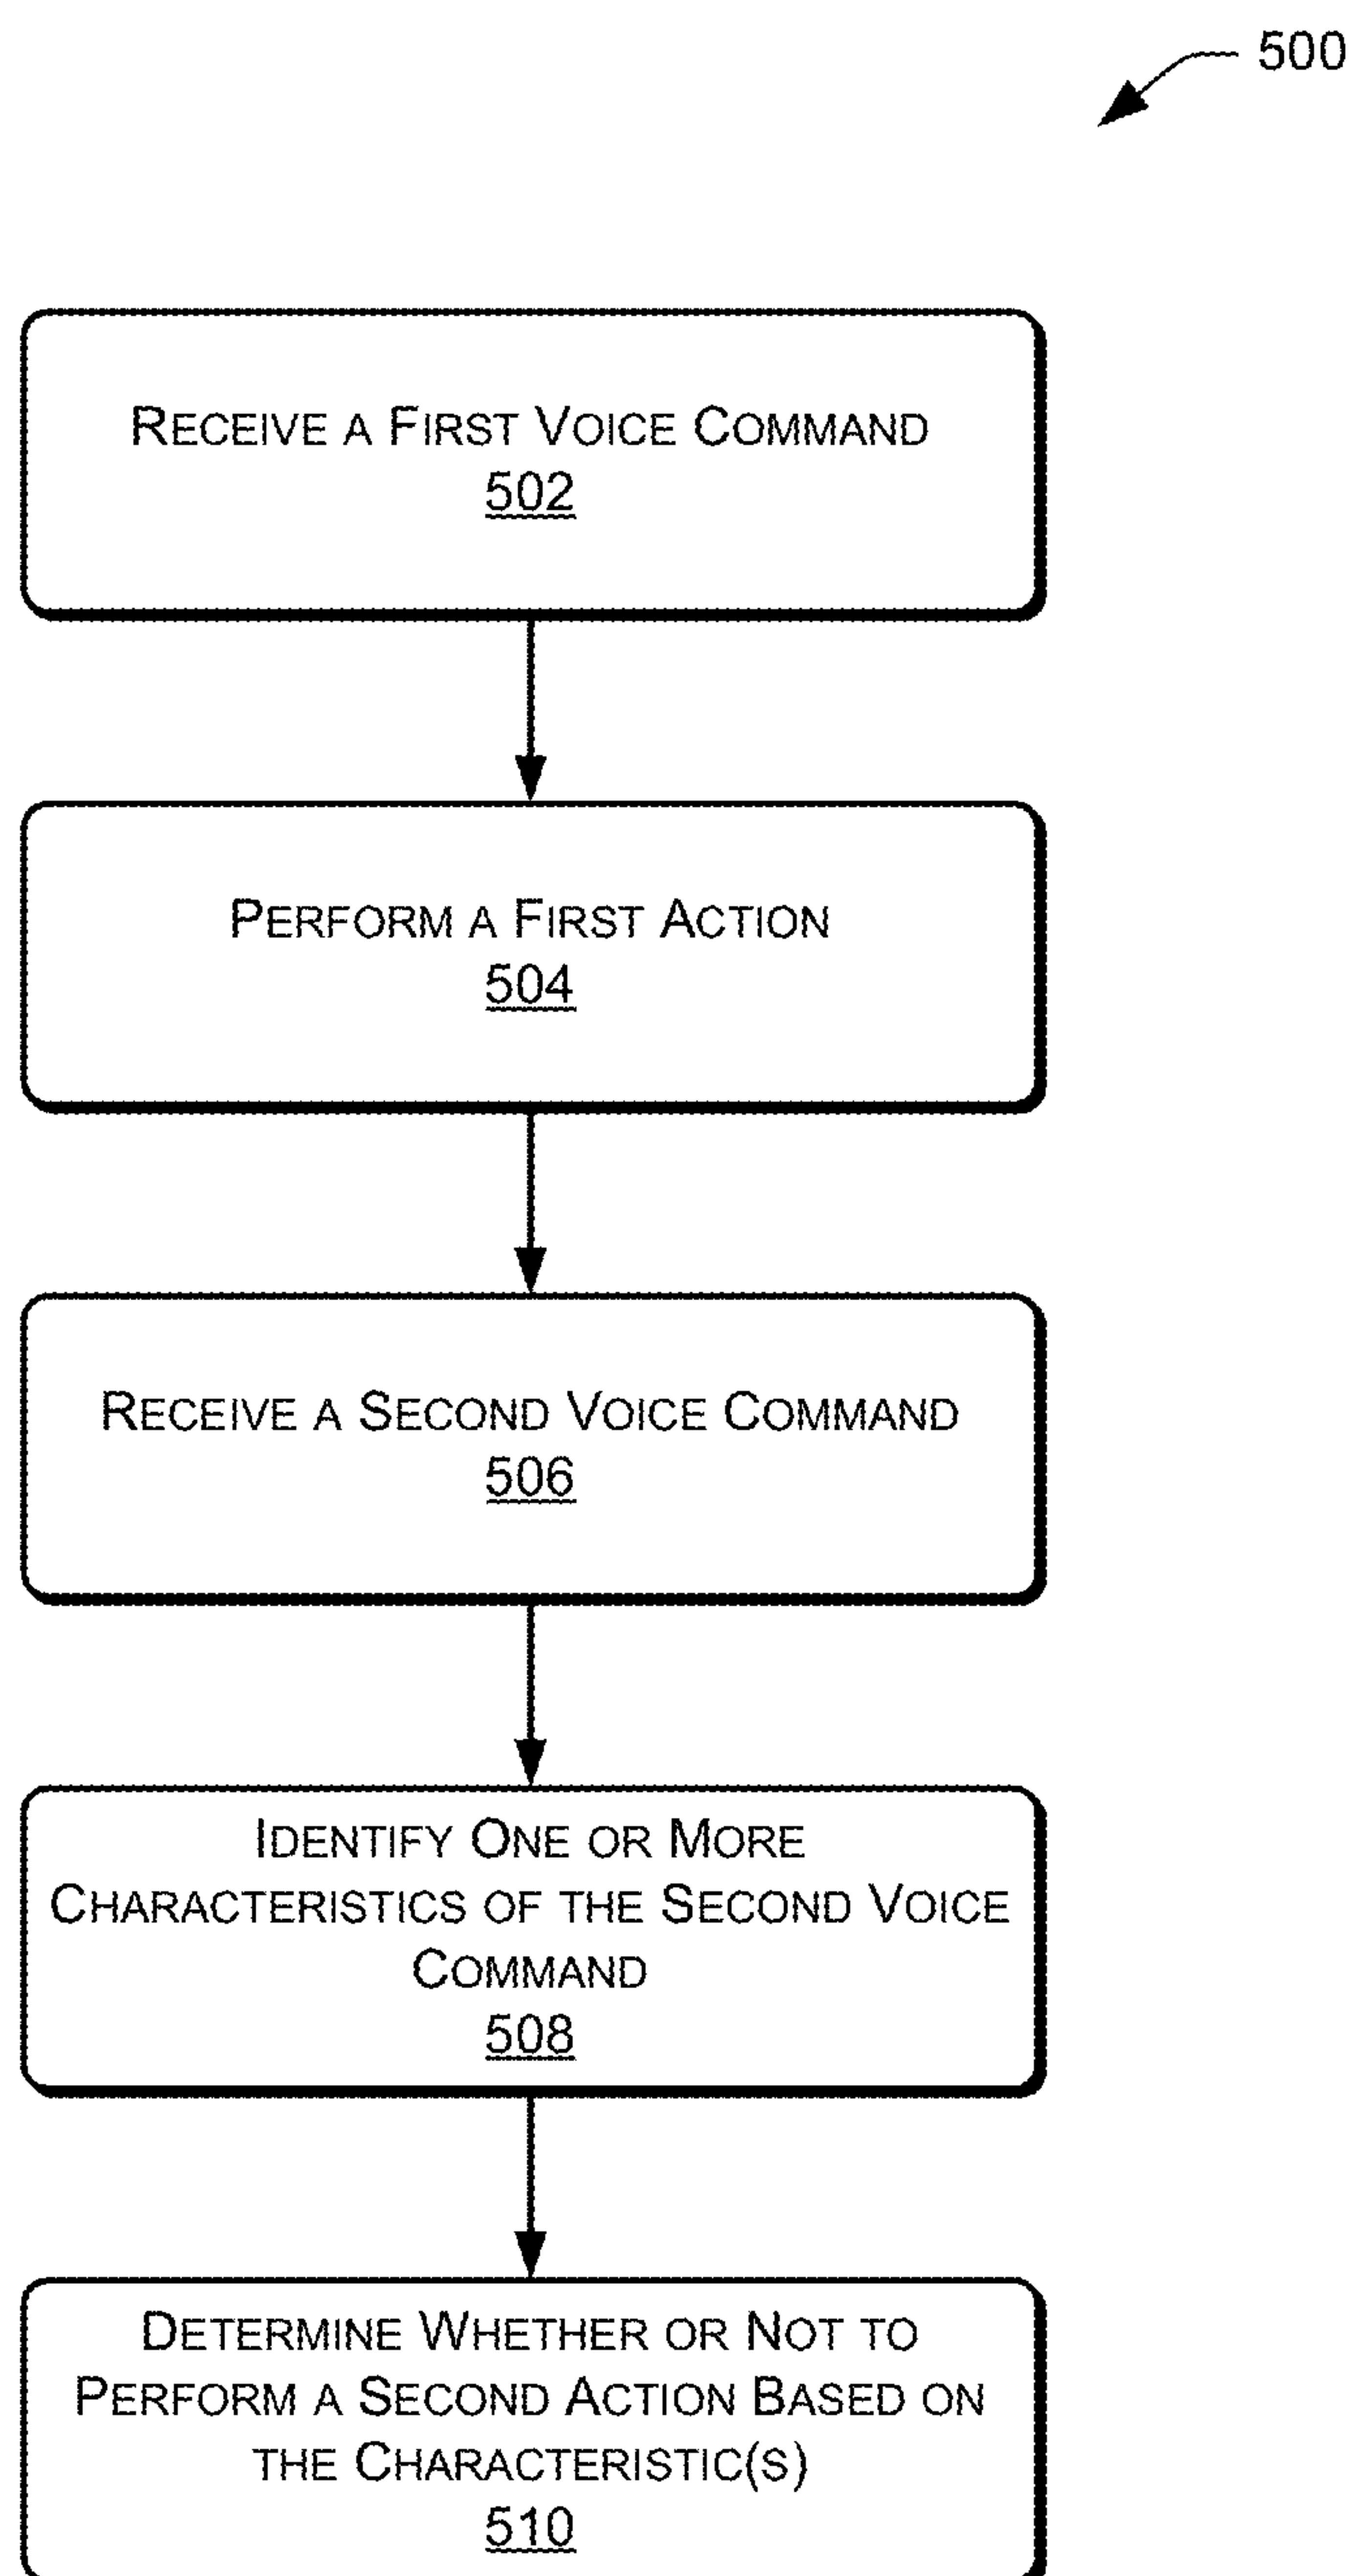 500
RECEIVE A FIRST VOICE COMMAND
502
PERFORM A FIRST ACTION
504
RECEIVE A SECOND VOICE COMMAND
506
IDENTIFY ONE OR MORE
CHARACTERISTICS OF THE SECOND VOICE
COMMAND
508
DETERMINE WHETHER OR NOT TO
PERFORM A SECOND ACTION BASED ON
THE CHARACTERISTIC(S)
510